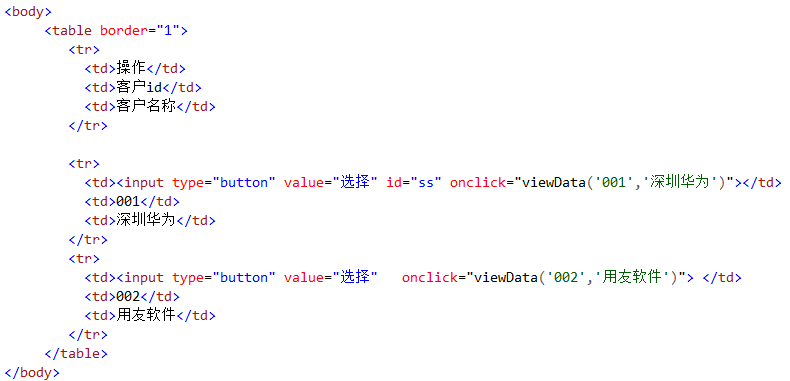 <body>
<table border="1">
<tr>
<td>操作</td>
<td>客户id</td>
<td>客户名称</td>
</tr>
<tr>
<td><input type="button" value="选择" id="ss" onclick="viewData('001','深圳华为')"></td>
<td>001</td>
<td>深圳华为</td>
</tr>
<tr>
<td><input type="button" value="选择"   onclick="viewData('002','用友软件')"> </td>
<td>002</td>
<td>用友软件</td>
</tr>
</table>
</body>